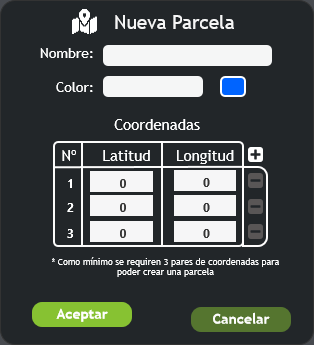 Nueva Parcela
Nombre:
Color:
Coordenadas
Nº Latitud Longitud
1 0 0
2 0 0
3 0 0
* Como mínimo se requiren 3 pares de coordenadas para
poder crear una parcela
Aceptar Cancelar